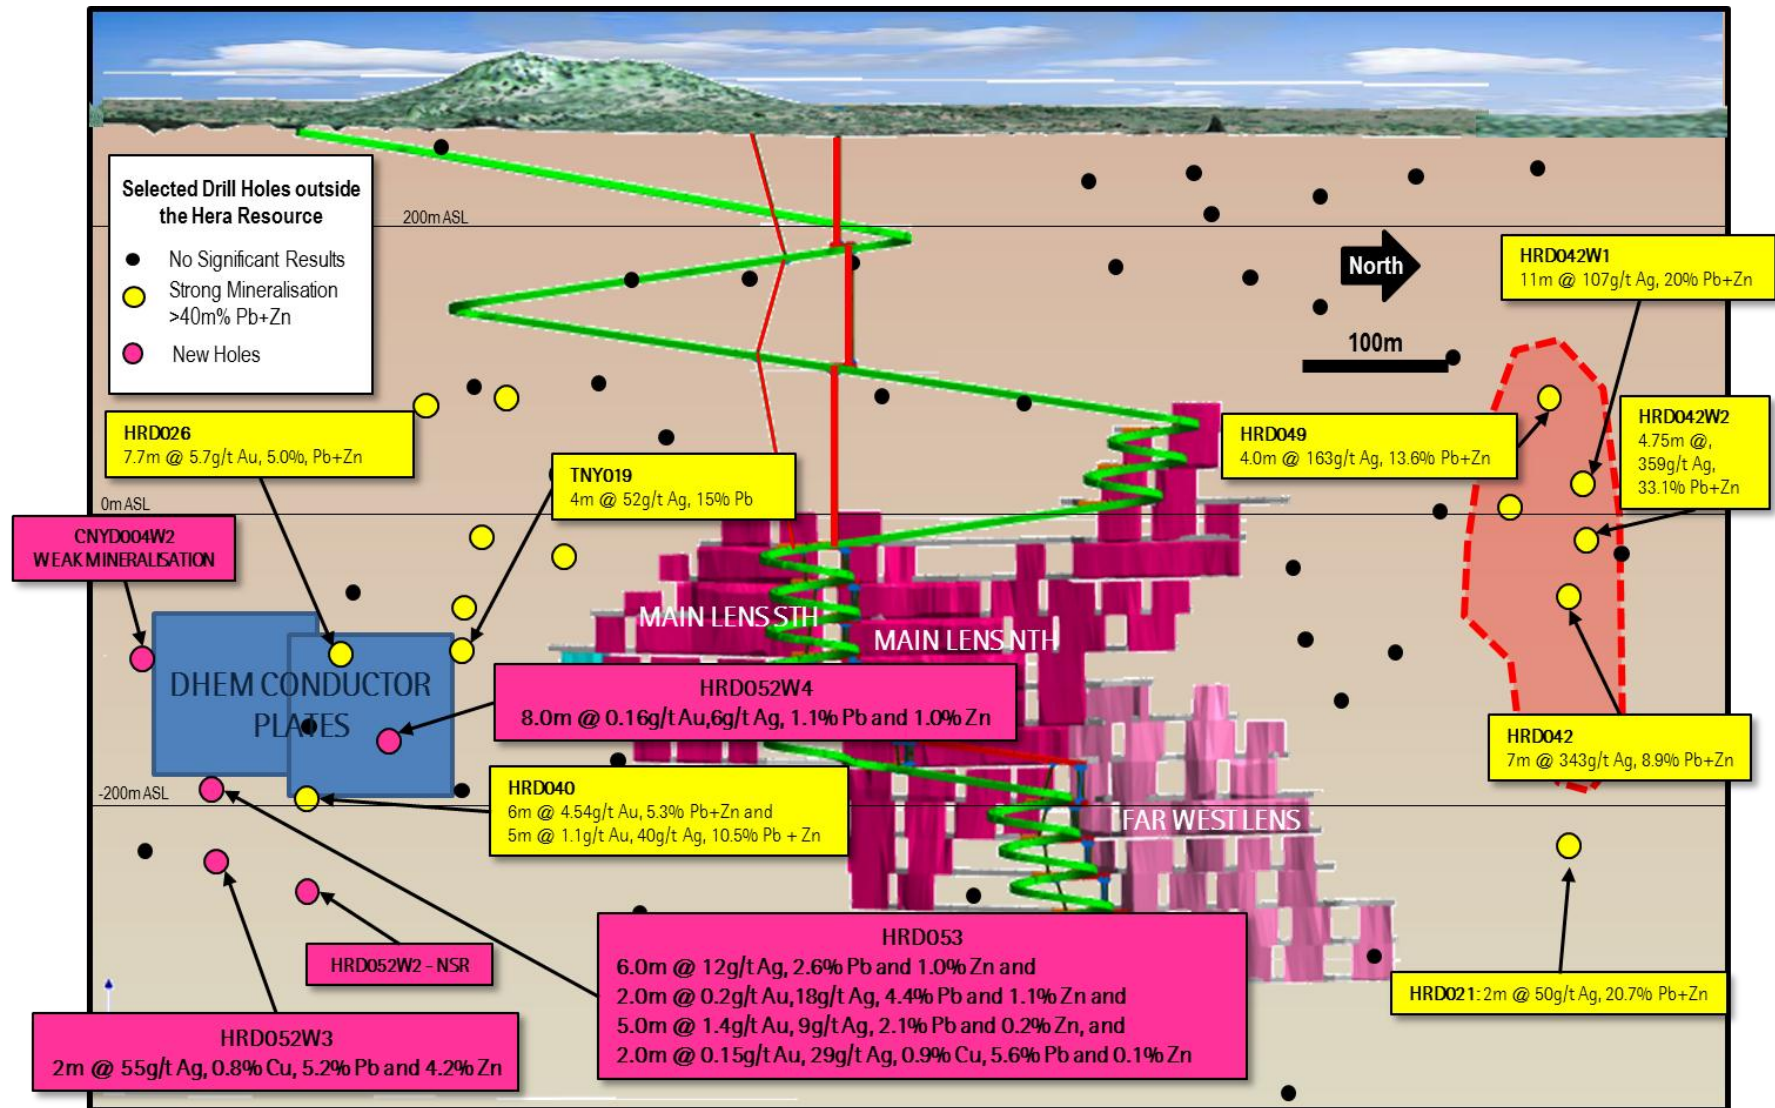 Selected Drill Holes outside
the Hera Resource
No Significant Results
Strong Mineralisation
>40m% Pb+Zn
New Holes
200m ASL
North
100m
HRD042W1
11m @ 107g/t Ag, 20% Pb+Zn
HRD026
7.7m @ 5.7g/t Au, 5.0%, Pb+Zn
TNY019
4m @ 52g/t Ag, 15% Pb
HRD049
4.0m @ 163g/t Ag, 13.6% Pb+Zn
HRD042W2
4.75m @,
359g/t Ag,
33.1% Pb+Zn
0m ASL
CNYD004W2
WEAK MINERALISATION
MAIN LENS STH
MAIN LENS NTH
DHEM CONDUCTOR
PLATES
HRD052W4
8.0m @ 0.16g/t Au,6g/t Ag, 1.1% Pb and 1.0% Zn
HRD042
7m @ 343g/t Ag, 8.9% Pb+Zn
-200m ASL
HRD040
6m @ 4.54g/t Au, 5.3% Pb+Zn and
5m @ 1.1g/t Au, 40g/t Ag, 10.5% Pb + Zn
FAR WEST LENS
HRD052W2 - NSR
HRD053
6.0m @ 12g/t Ag, 2.6% Pb and 1.0% Zn and
2.0m @ 0.2g/t Au,18g/t Ag, 4.4% Pb and 1.1% Zn and
5.0m @ 1.4g/t Au, 9g/t Ag, 2.1% Pb and 0.2% Zn, and
2.0m @ 0.15g/t Au, 29g/t Ag, 0.9% Cu, 5.6% Pb and 0.1% Zn
HRD021: 2m @ 50g/t Ag, 20.7% Pb+Zn
HRD052W3
2m @ 55g/t Ag, 0.8% Cu, 5.2% Pb and 4.2% Zn